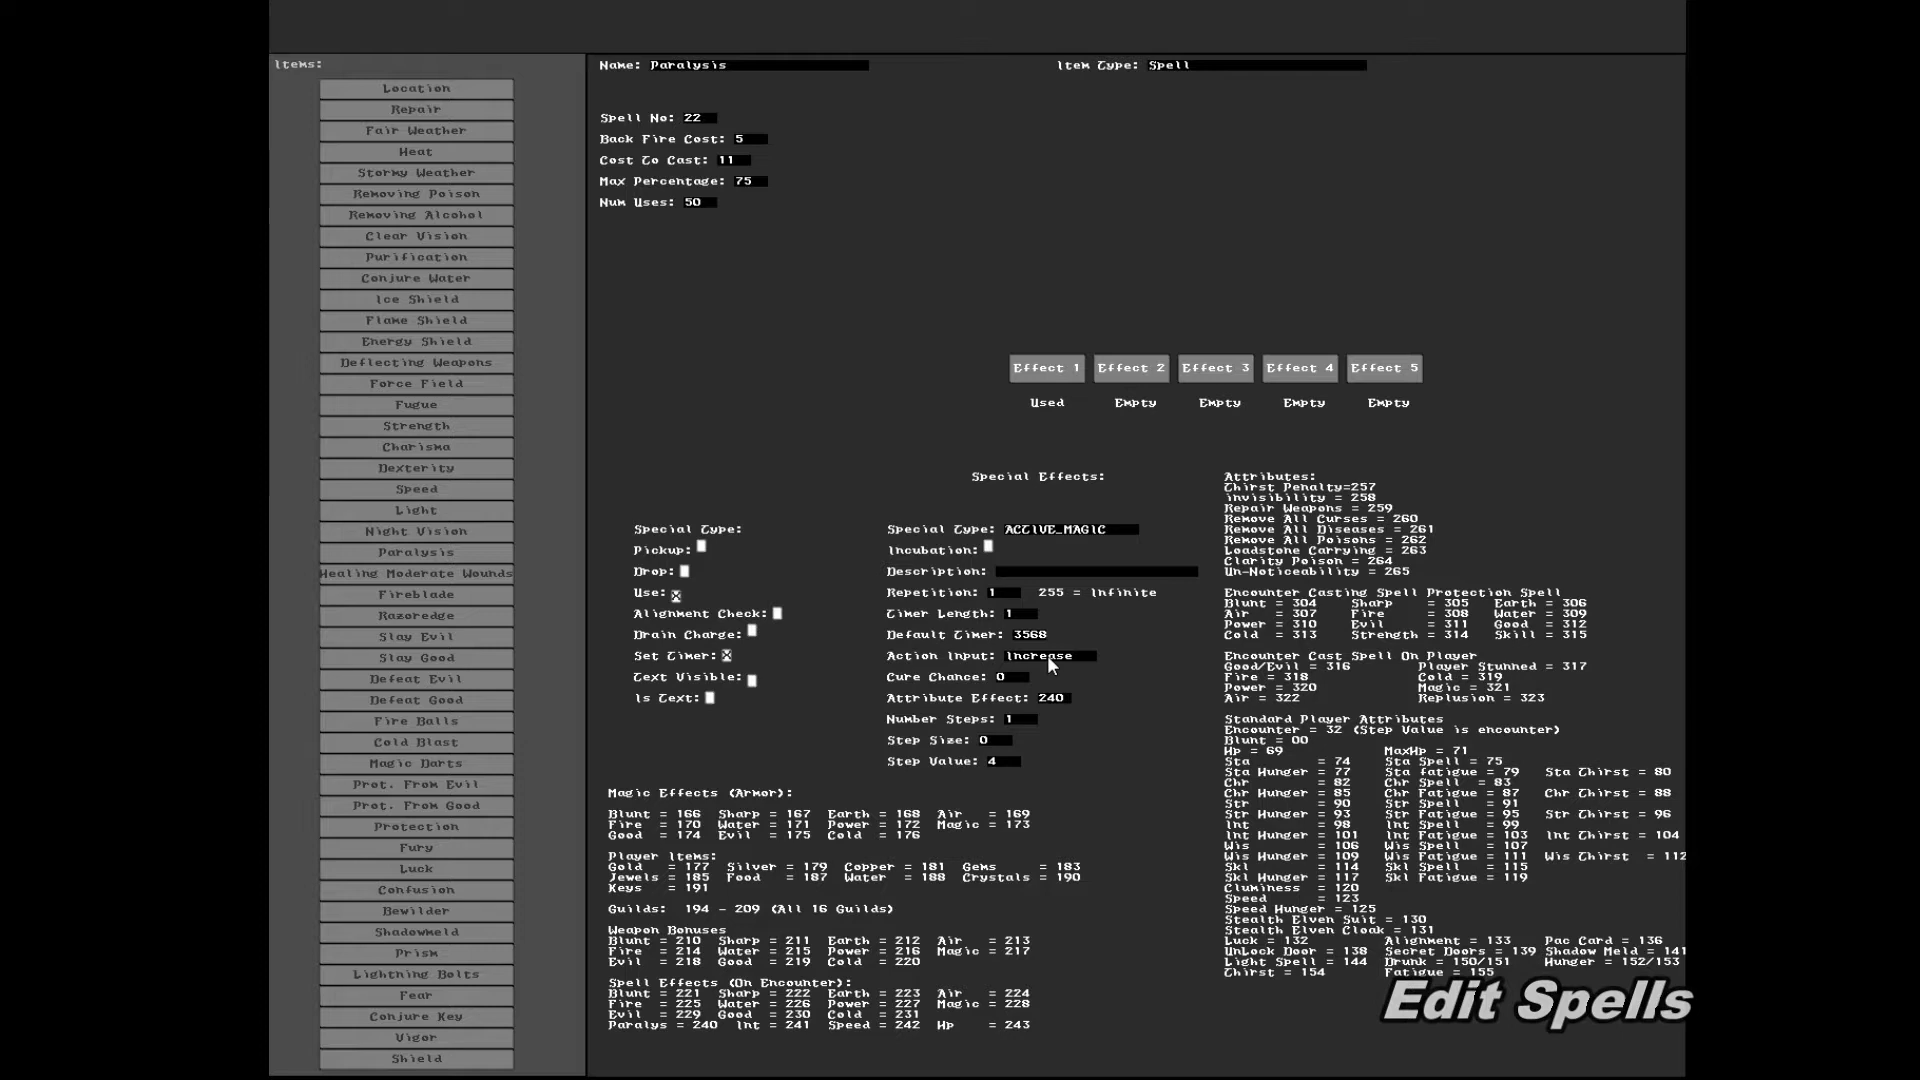 Items:
Location
Repair
Fair Weather
Heat
Stormy Weather
Removing Poison
Removing Alcohol
Clear Vision
Purification
Conjure Water
Ice Shield
Flame Shield
Energy Shield
Deflecting Weapons
Force Field
Fugue
Strength
Charisma
Dexterity
Speed
Light
Night Vision
Paralysis
Healing Moderate Wounds
Fireblade
Razoredge
Slay Evil
Slay Good
Defeat Evil
Defeat Good
Fire Balls
Cold Blast
Magic Darts
Prot. From Evil
Prot. From Good
Protection
Fury
Luck
Confusion
Bewilder
Shadowmeld
Prism
Lightning Bolts
Fear
Conjure Key
Vigor
Shield
Name: Paralysis
Item Type: Spell
Spell No: 22
Back Fire Cost: 5
Cost To Cast: 11
Max Percentage: 75
Num Uses: 50
Effect 1 Effect 2 Effect 3 Effect 4 Effect 5
Used Empty Empty Empty Empty
Special Effects:
Special Type:
Pickup:
Drop:
Use: X
Alignment Check:
Drain Charge:
Set Timer: X
Text Visible:
Is Text:
Special Type: ACTIVE_MAGIC
Incubation:
Description:
Repetition: 1 255 = Infinite
Timer Length: 1
Default Timer: 3568
Action Input: Increase
Cure Chance: 0
Attribute Effect: 240
Number Steps: 1
Step Size: 0
Step Value: 4
Magic Effects (Armor):
Blunt = 166 Sharp = 167 Earth = 168 Air = 169
Fire = 170 Water = 171 Power = 172 Magic = 173
Good = 174 Evil = 175 Cold = 176
Player Items:
Gold = 177 Silver = 179 Copper = 181 Gems = 183
Jewels = 185 Food = 187 Water = 188 Crystals = 190
Keys = 191
Guilds: 194 - 209 (All 16 Guilds)
Weapon Bonuses
Blunt = 210 Sharp = 211 Earth = 212 Air = 213
Fire = 214 Water = 215 Power = 216 Magic = 217
Evil = 218 Good = 219 Cold = 220
Spell Effects (On Encounter):
Blunt = 221 Sharp = 222 Earth = 223 Air = 224
Fire = 225 Water = 226 Power = 227 Magic = 228
Evil = 229 Good = 230 Cold = 231
Paralys = 240 Int = 241 Speed = 242 Hp = 243
Attributes:
Thirst Penalty=257
invisibility = 258
Repair Weapons = 259
Remove All Curses = 260
Remove All Diseases = 261
Remove All Poisons = 262
Loadstone Carrying = 263
Clarity Poison = 264
Un-Noticeability = 265
Encounter Casting Spell Protection Spell
Blunt = 304 Sharp = 305 Earth = 306
Air = 307 Fire = 308 Water = 309
Power = 310 Evil = 311 Good = 312
Cold = 313 Strength = 314 Skill = 315
Encounter Cast Spell On Player
Good/Evil = 316 Player Stunned = 317
Fire = 318 Cold = 319
Power = 320 Magic = 321
Air = 322 Replusion = 323
Standard Player Attributes
Encounter = 32 (Step Value is encounter)
Blunt = 00
Hp = 69 MaxHp = 71
Sta = 74 Sta Spell = 75
Sta Hunger = 77 Sta fatigue = 79 Sta Thirst = 80
Chr = 82 Chr Spell = 83
Chr Hunger = 85 Chr Fatigue = 87 Chr Thirst = 88
Str = 90 Str Spell = 91
Str Hunger = 93 Str Fatigue = 95 Str Thirst = 96
Int = 98 Int Spell = 99
Int Hunger = 101 Int Fatigue = 103 Int Thirst = 104
Wis = 106 Wis Spell = 107
Wis Hunger = 109 Wis Fatigue = 111 Wis Thirst = 112
Skl = 114 Skl Spell = 115
Skl Hunger = 117 Skl Fatigue = 119
Cluminess = 120
Speed = 123
Speed Hunger = 125
Stealth Elven Suit = 130
Stealth Elven Cloak = 131
Luck = 132 Alignment = 133 Pac Card = 136
UnLock Door = 138 Secret Doors = 139 Shadow Meld = 141
Light Spell = 144 Drunk = 150/151 Hunger = 152/153
Thirst = 154 Fatigue = 155
Edit Spells